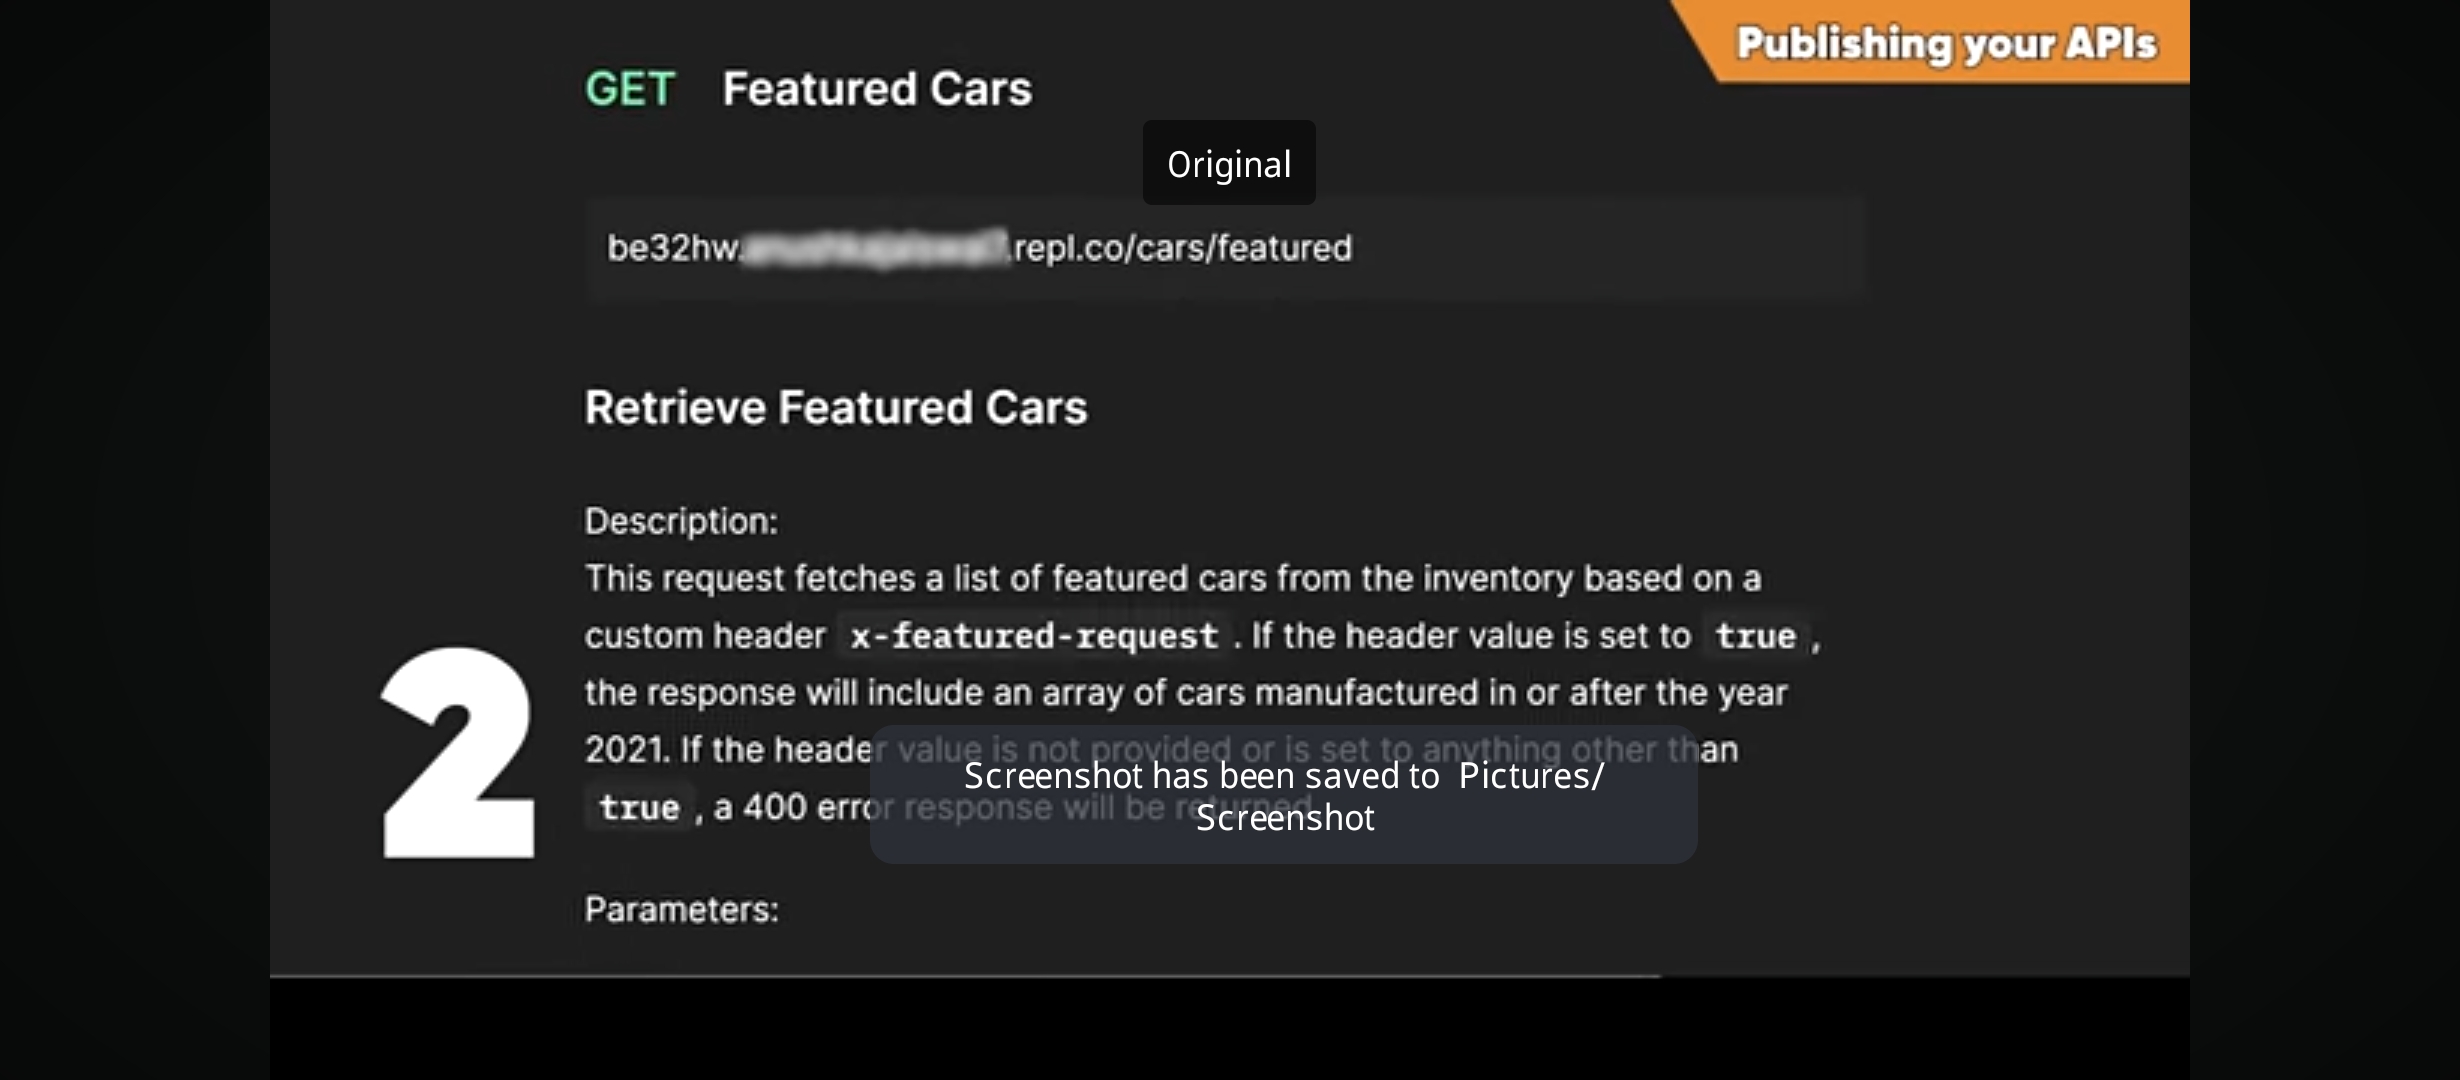 Publishing your APIs
GET Featured Cars
Original
be32hw. .repl.co/cars/featured
Retrieve Featured Cars
Description:
This request fetches a list of featured cars from the inventory based on a
custom header x-featured-request . If the header value is set to true ,
the response will include an array of cars manufactured in or after the year
2021. If the header value is not provided or is set to anything other than
true , a 400 error response will be returned.
Screenshot has been saved to Pictures/
Screenshot
2
Parameters: